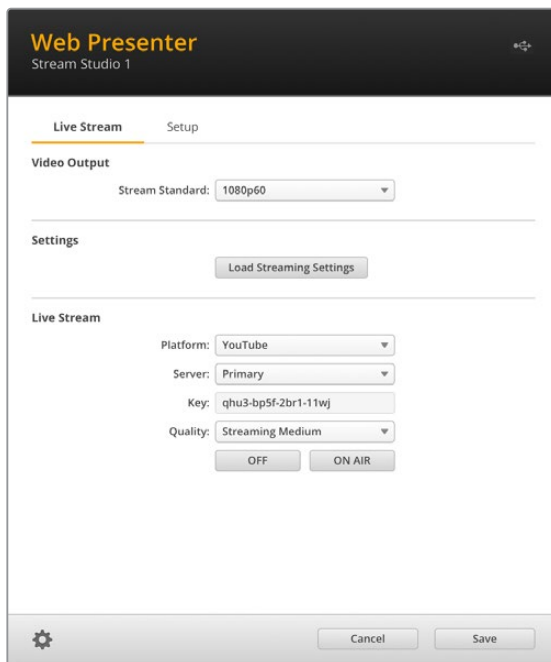 Web Presenter
Stream Studio 1
Live Stream Setup
Video Output
Stream Standard: 1080p60
Settings
Load Streaming Settings
Live Stream
Platform: YouTube
Server: Primary
Key: qhu3-bp5f-2br1-11wj
Quality: Streaming Medium
OFF ON AIR
Cancel Save